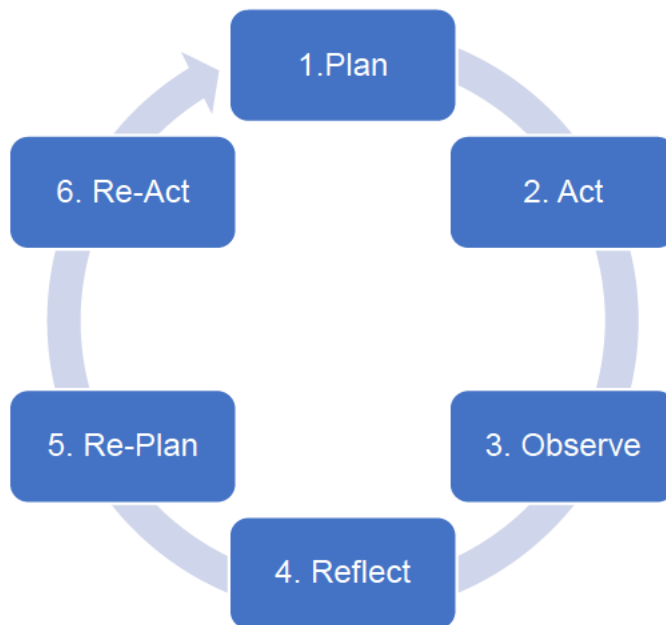 1.Plan
2. Act
3. Observe
4. Reflect
5. Re-Plan
6. Re-Act